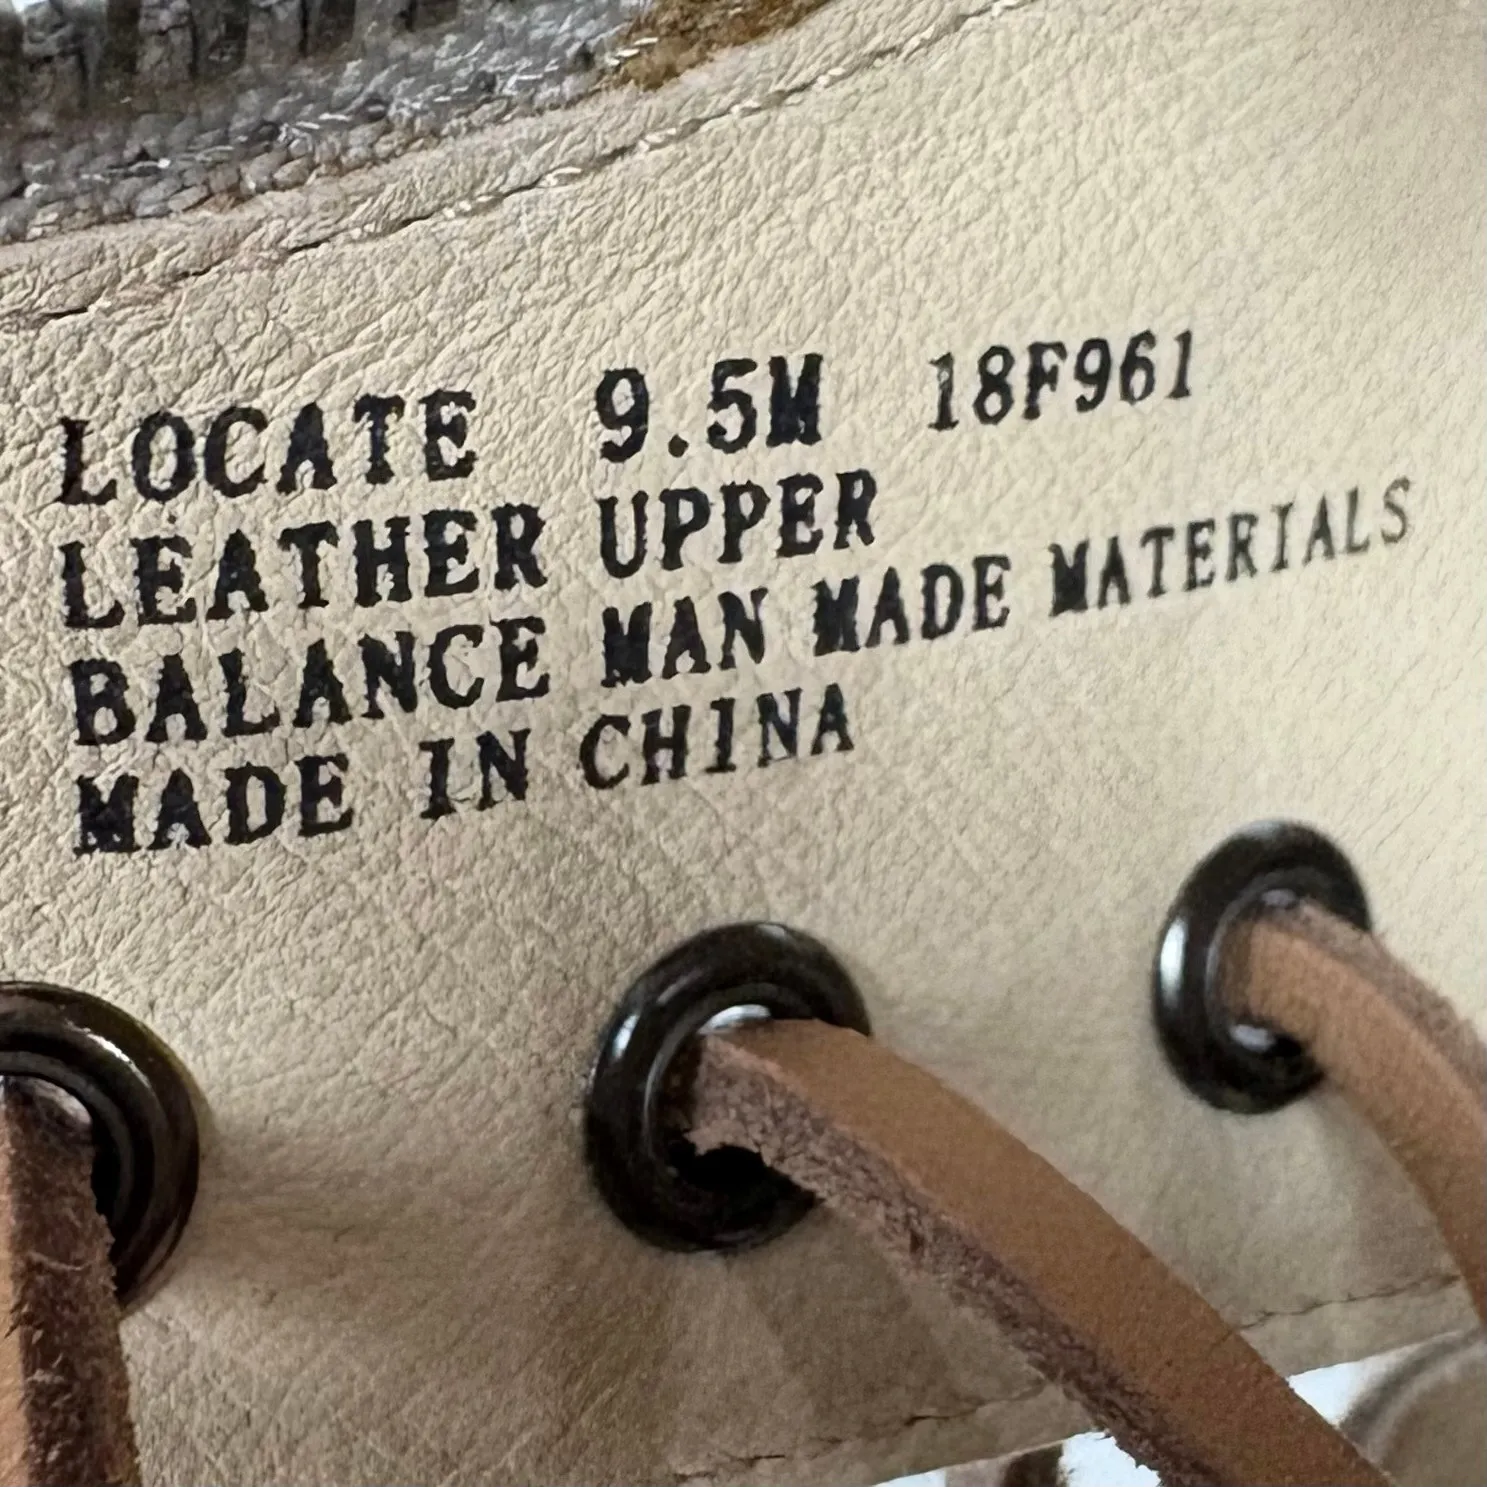 LOCATE 9.5M 18F961
LEATHER UPPER
BALANCE MAN MADE MATERIALS
MADE IN CHINA